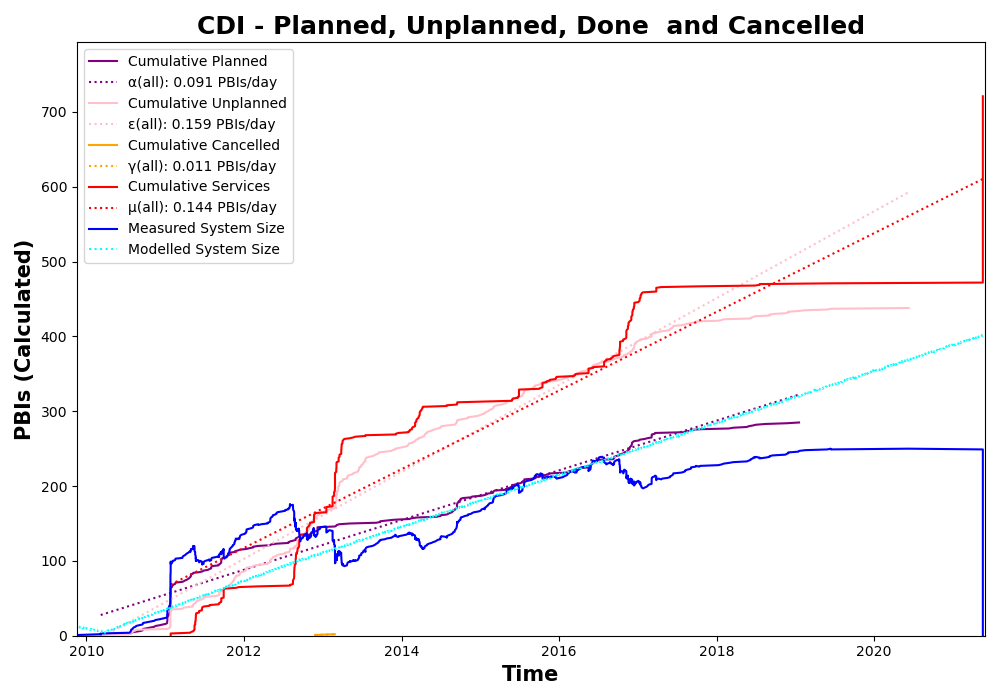 CDI - Planned, Unplanned, Done  and Cancelled
Cumulative Planned
α(all): 0.091 PBIs/day
Cumulative Unplanned
ε(all): 0.159 PBIs/day
Cumulative Cancelled
γ(all): 0.011 PBIs/day
Cumulative Services
μ(all): 0.144 PBIs/day
Measured System Size
Modelled System Size
PBIs (Calculated)
700
600
500
400
300
200
100
0
2010 2012 2014 2016 2018 2020
Time